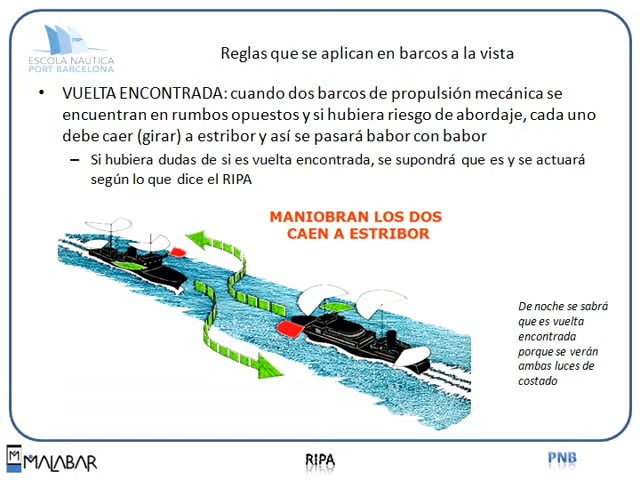 ESCOLA NÁUTICA
PORT BARCELONA
Reglas que se aplican en barcos a la vista
• VUELTA ENCONTRADA: cuando dos barcos de propulsión mecánica se
encuentran en rumbos opuestos y si hubiera riesgo de abordaje, cada uno
debe caer (girar) a estribor y así se pasará babor con babor
– Si hubiera dudas de si es vuelta encontrada, se supondrá que es y se actuará
según lo que dice el RIPA
MANIOBRAN LOS DOS
CAEN A ESTRIBOR
De noche se sabrá
que es vuelta
encontrada
porque se verán
ambas luces de
costado
MALABAR
RIPA
PNB